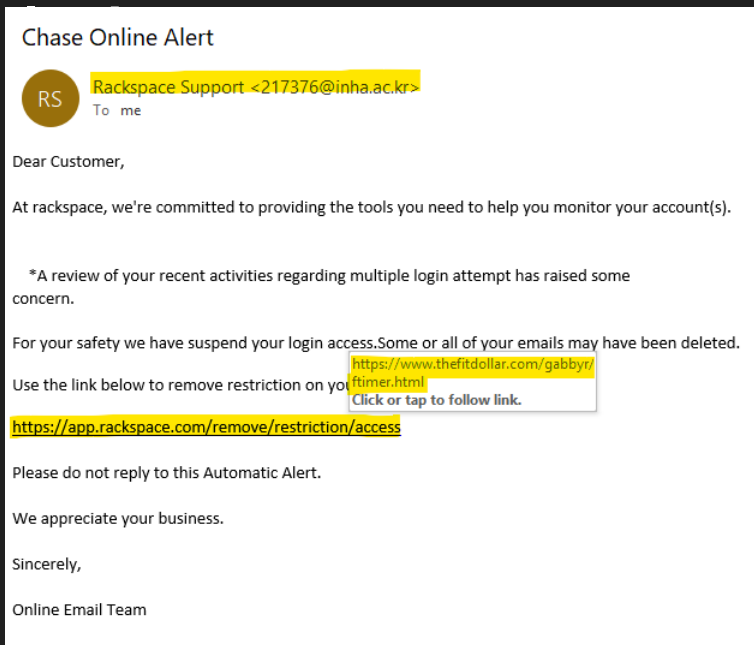 Chase Online Alert
RS
Rackspace Support <217376@inha.ac.kr>
To me
Dear Customer,
At rackspace, we're committed to providing the tools you need to help you monitor your account(s).
*A review of your recent activities regarding multiple login attempt has raised some
concern.
For your safety we have suspend your login access.Some or all of your emails may have been deleted.
https://www.thefitdollar.com/gabbyr/
ftimer.html
Click or tap to follow link.
Use the link below to remove restriction on
https://app.rackspace.com/remove/restriction/access
Please do not reply to this Automatic Alert.
We appreciate your business.
Sincerely,
Online Email Team